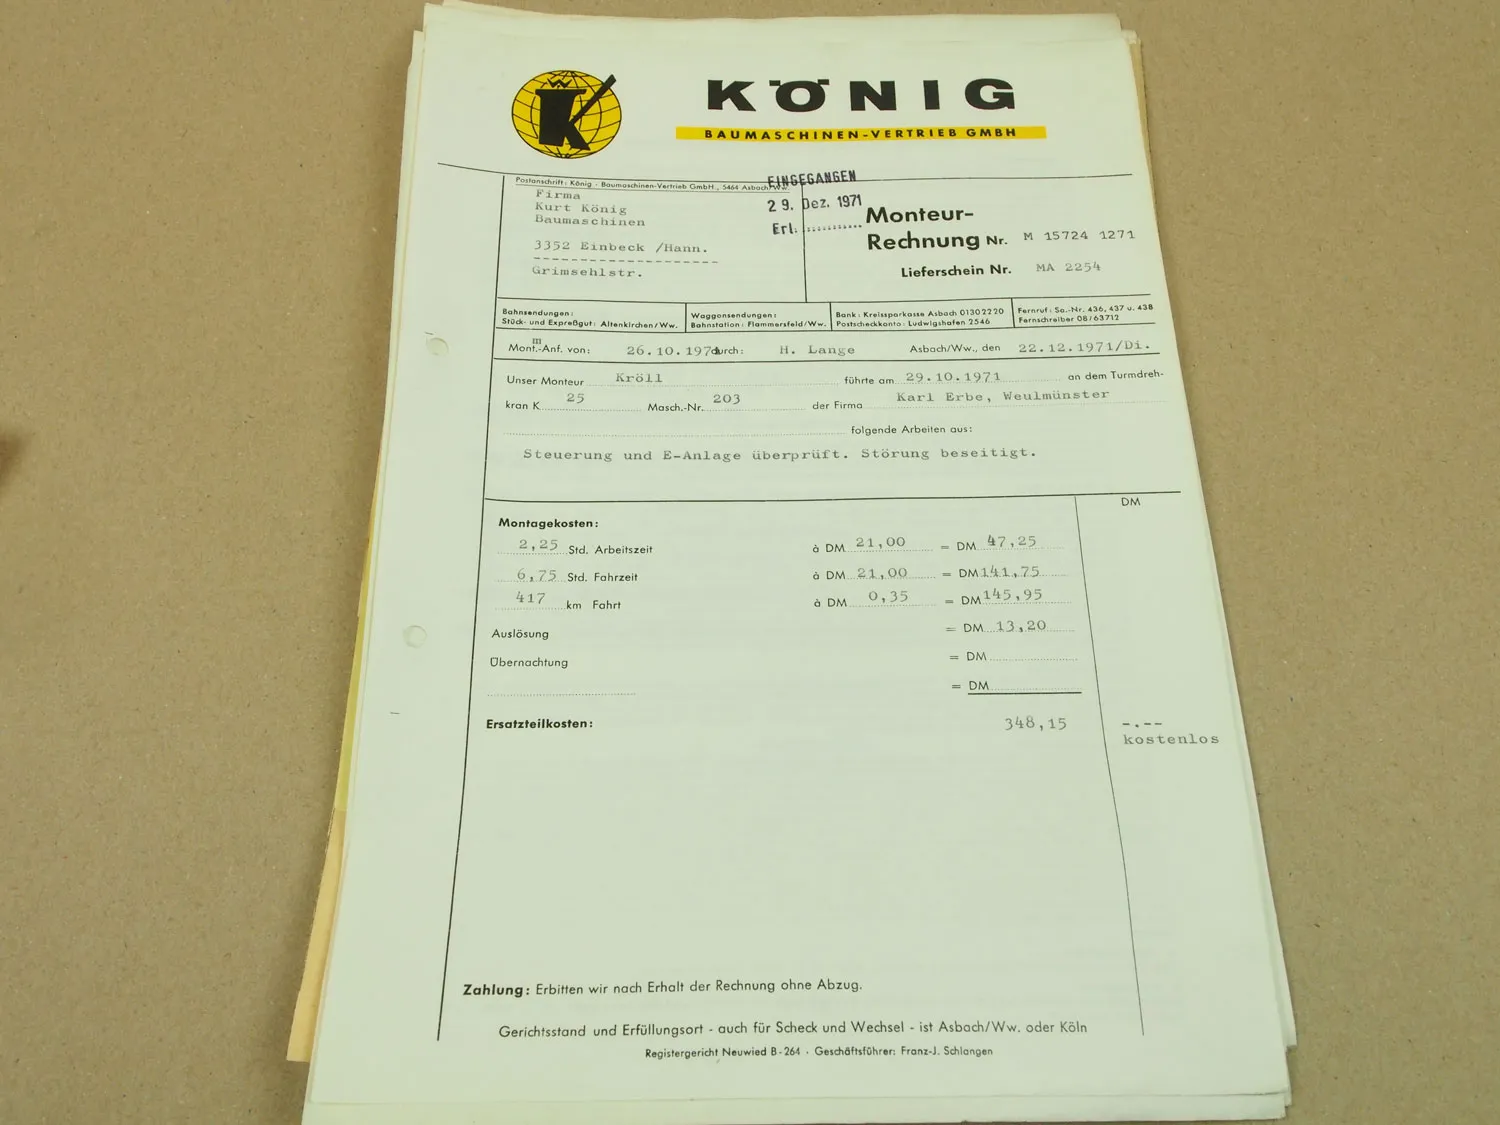 KÖNIG
BAUMASCHINEN-VERTRIEB GMBH
Postanschrift: König - Baumaschinen-Vertrieb GmbH., 5464 Asbach/Ww.
Firma
Kurt König
Baumaschinen
3352 Einbeck /Hann.
Grimsehlstr.
EINGEGANGEN
29. Dez. 1971
Erl. ............
Monteur-
Rechnung Nr. M 15724 1271
Lieferschein Nr. MA 2254
Bahnsendungen:
Stück- und Expreßgut: Altenkirchen/Ww.
Waggonsendungen:
Bahnstation: Flammersfeld/Ww.
Bank: Kreissparkasse Asbach 01302220
Postscheckkonto: Ludwigshafen 2546
Fernruf: Sa.-Nr. 436, 437 u. 438
Fernschreiber 08/63712
m
Mont.-Anf. von: 26.10.1971 durch: H. Lange Asbach/Ww., den 22.12.1971/Di.
Unser Monteur Kröll führte am 29.10.1971 an dem Turmdreh-
kran K 25 Masch.-Nr. 203 der Firma Karl Erbe, Weulmünster
folgende Arbeiten aus:
Steuerung und E-Anlage überprüft. Störung beseitigt.
DM
Montagekosten:
2,25 Std. Arbeitszeit à DM 21,00 = DM 47,25
6,75 Std. Fahrzeit à DM 21,00 = DM 141,75
417 km Fahrt à DM 0,35 = DM 145,95
Auslösung = DM 13,20
Übernachtung = DM
= DM
Ersatzteilkosten: 348,15 -.--
kostenlos
Zahlung: Erbitten wir nach Erhalt der Rechnung ohne Abzug.
Gerichtsstand und Erfüllungsort - auch für Scheck und Wechsel - ist Asbach/Ww. oder Köln
Registergericht Neuwied B-264 · Geschäftsführer: Franz-J. Schlangen